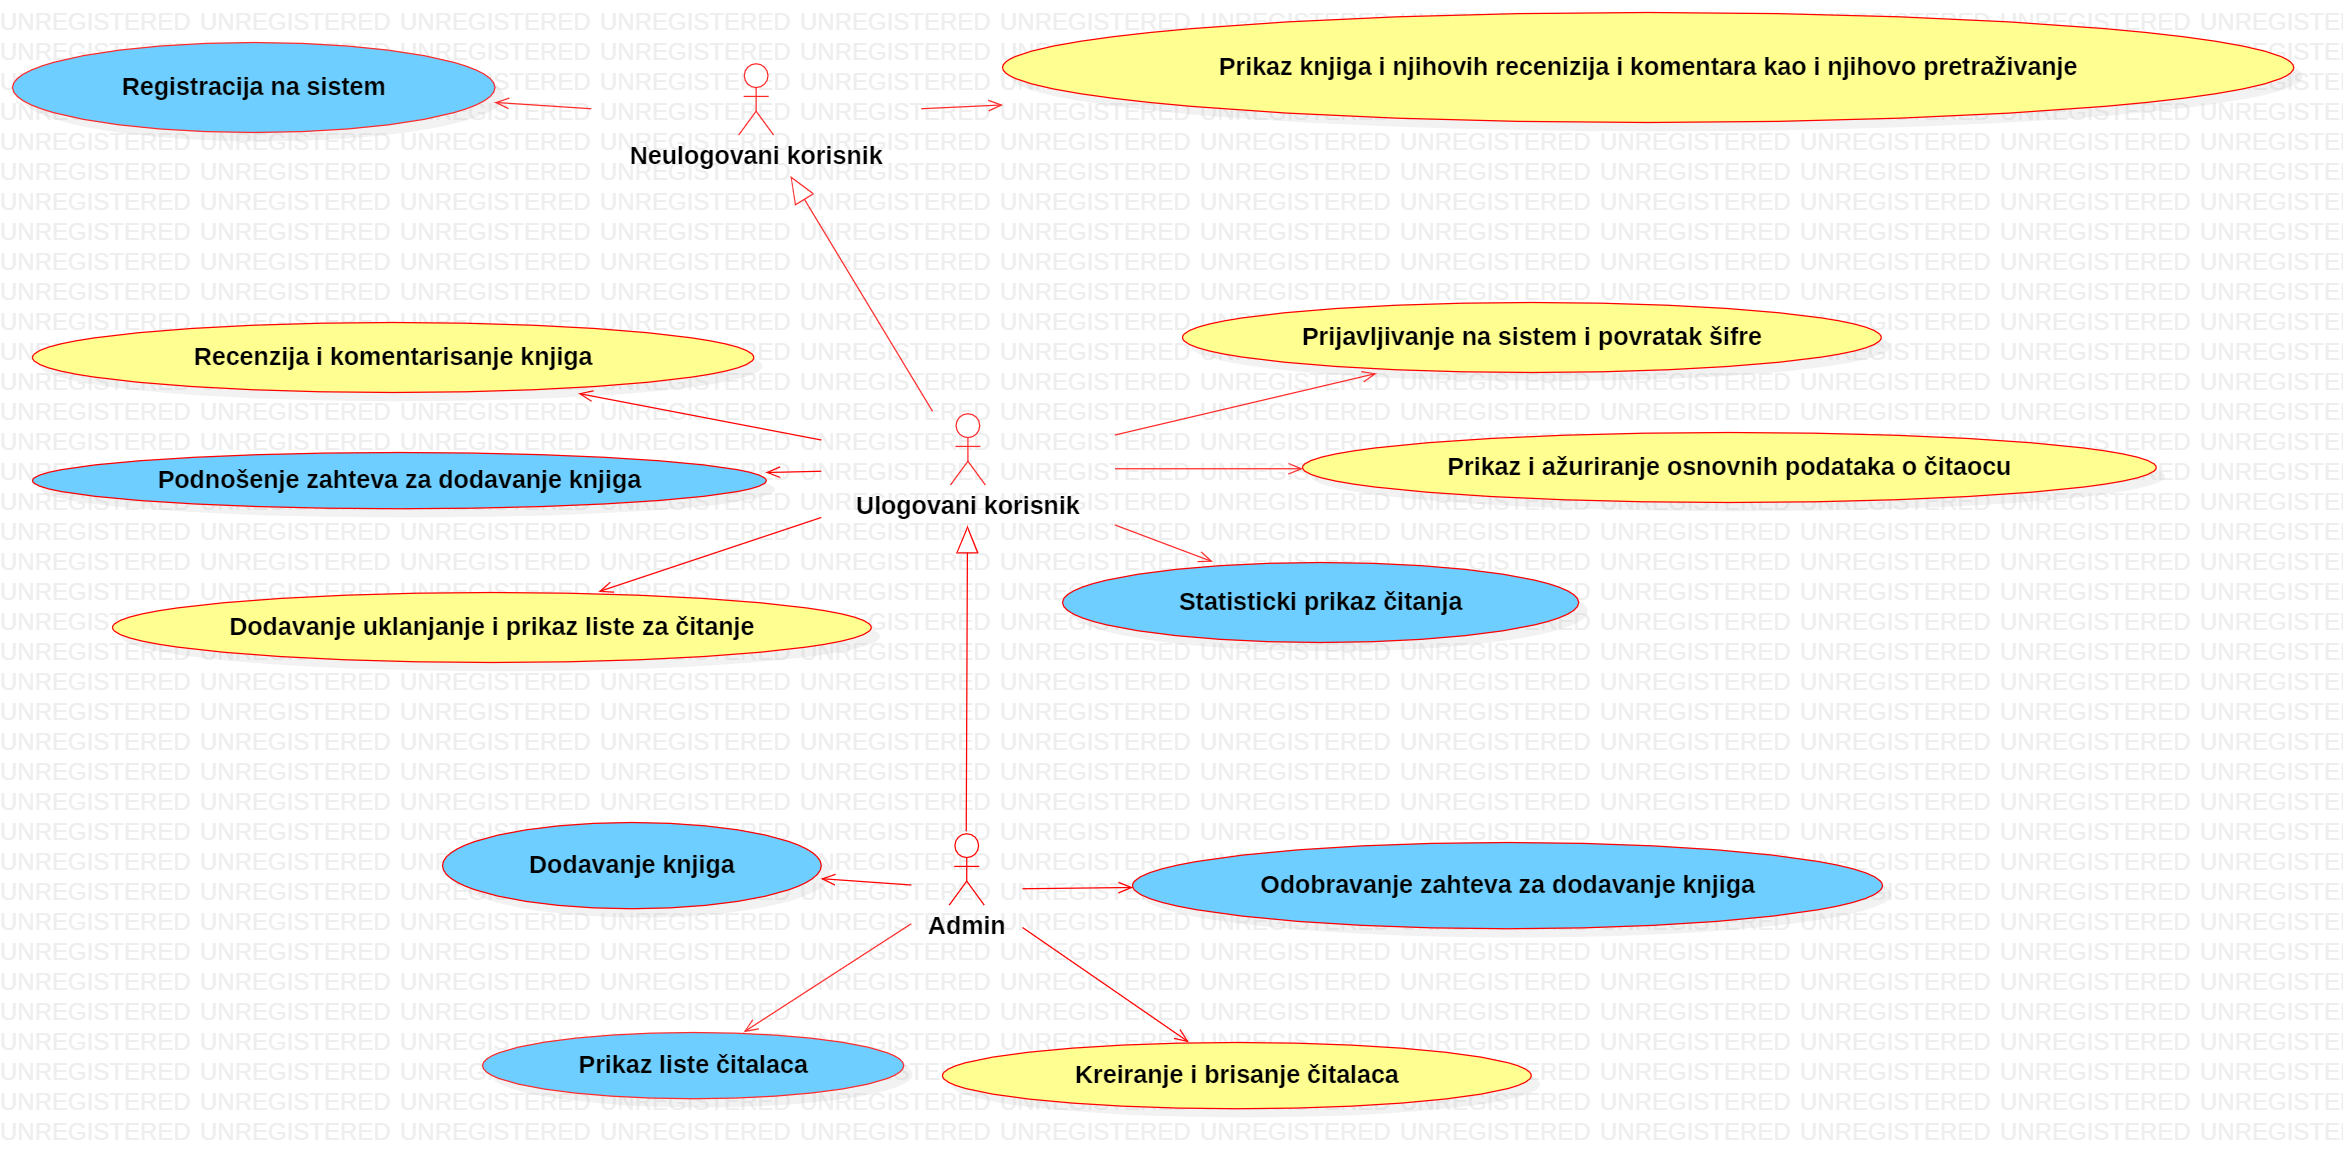 Registracija na sistem
Prikaz knjiga i njihovih recenizija i komentara kao i njihovo pretraživanje
Neulogovani korisnik
Recenzija i komentarisanje knjiga
Prijavljivanje na sistem i povratak šifre
Podnošenje zahteva za dodavanje knjiga
Prikaz i ažuriranje osnovnih podataka o čitaocu
Ulogovani korisnik
Dodavanje uklanjanje i prikaz liste za čitanje
Statisticki prikaz čitanja
Dodavanje knjiga
Odobravanje zahteva za dodavanje knjiga
Admin
Prikaz liste čitalaca
Kreiranje i brisanje čitalaca
UNREGISTERED